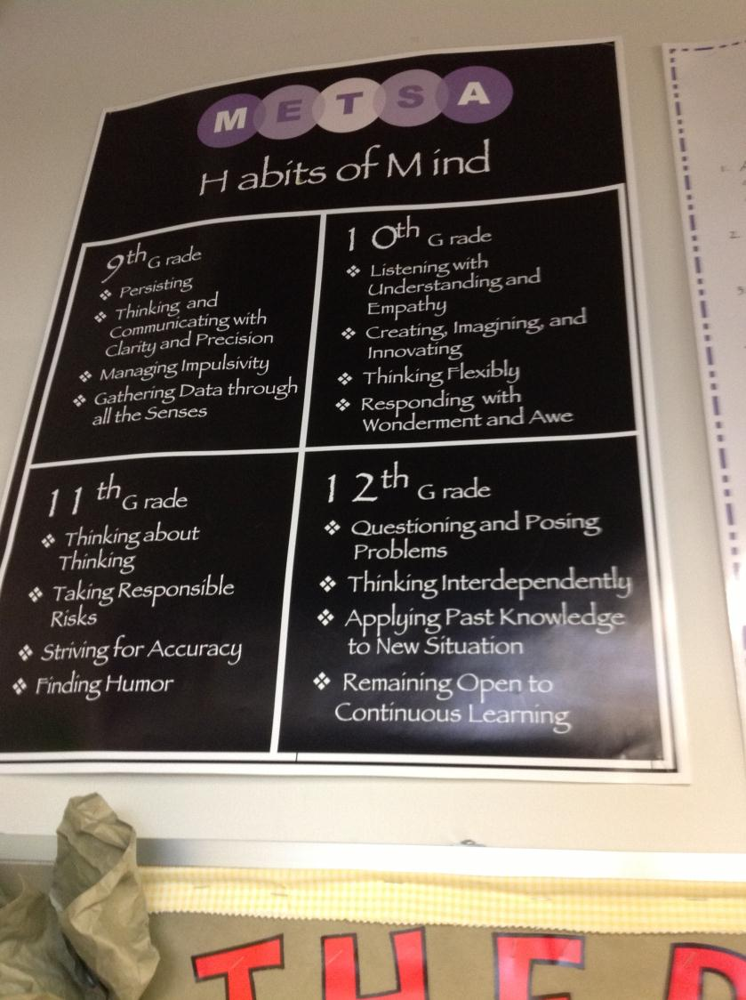 METSA
Habits of Mind
9th Grade
❖ Persisting
❖ Thinking and
Communicating with
Clarity and Precision
❖ Managing Impulsivity
❖ Gathering Data through
all the Senses
10th Grade
❖ Listening with
Understanding and
Empathy
❖ Creating, Imagining, and
Innovating
❖ Thinking Flexibly
❖ Responding with
Wonderment and Awe
11th Grade
❖ Thinking about
Thinking
❖ Taking Responsible
Risks
❖ Striving for Accuracy
❖ Finding Humor
12th Grade
❖ Questioning and Posing
Problems
❖ Thinking Interdependently
❖ Applying Past Knowledge
to New Situation
❖ Remaining Open to
Continuous Learning
THE